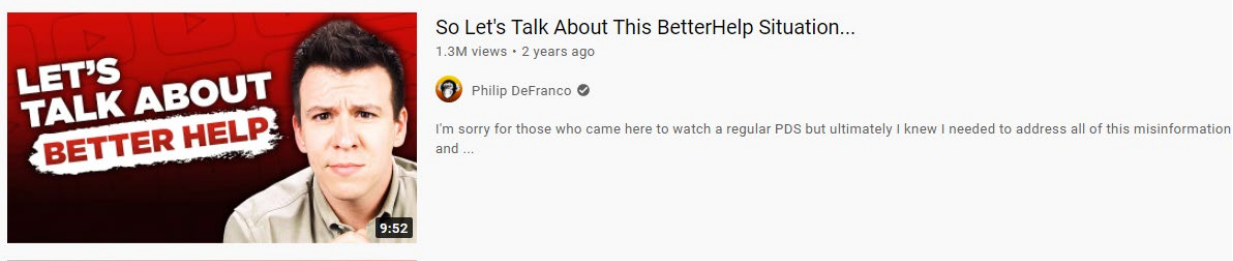 LET'S
TALK ABOUT
BETTER HELP
9:52
So Let's Talk About This BetterHelp Situation...
1.3M views • 2 years ago
Philip DeFranco
I'm sorry for those who came here to watch a regular PDS but ultimately I knew I needed to address all of this misinformation
and ...